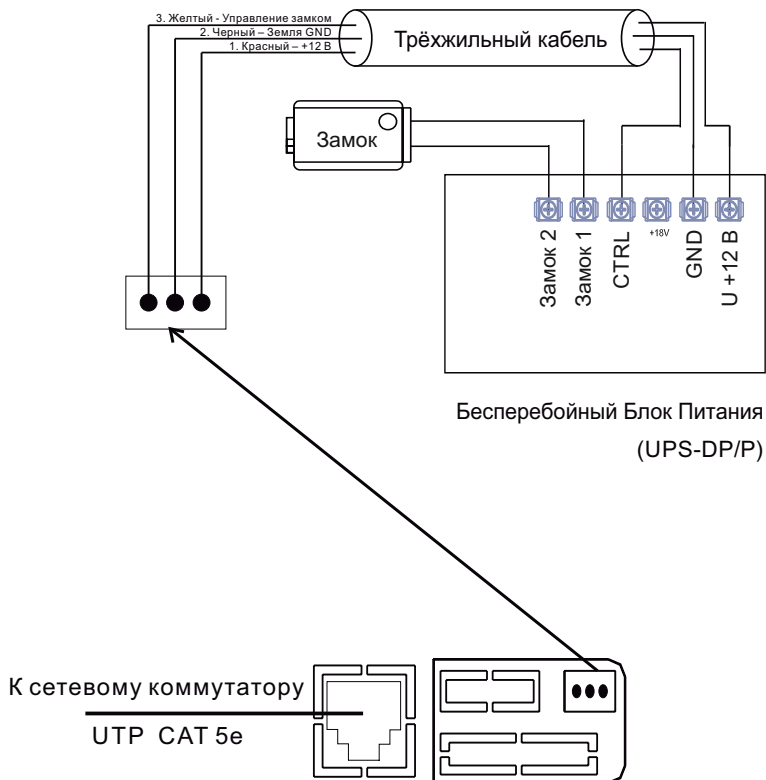 3. Желтый - Управление замком
2. Черный – Земля GND
1. Красный – +12 В
Трёхжильный кабель
Замок
Замок 2
Замок 1
CTRL
+18V
GND
U +12 В
Бесперебойный Блок Питания
(UPS-DP/P)
К сетевому коммутатору
UTP CAT 5e